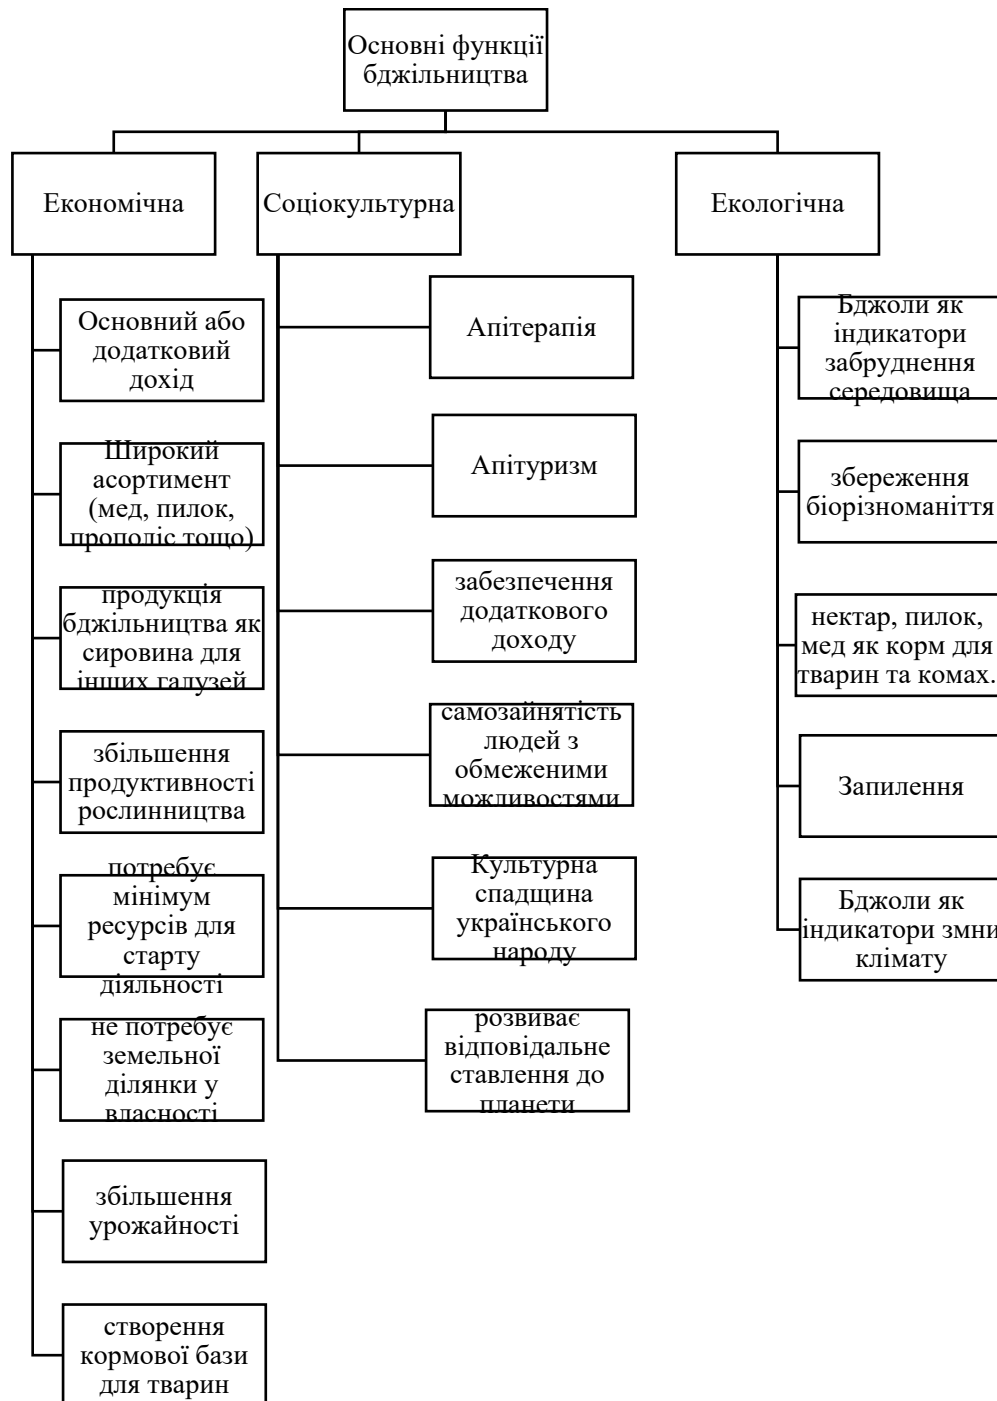 Основні функції
бджільництва
Економічна
Основний або
додатковий
дохід
Широкий
асортимент
(мед, пилок,
прополіс тощо)
продукція
бджільництва як
сировина для
інших галузей
збільшення
продуктивності
рослинництва
потребує
мінімум
ресурсів для
старту
діяльності
не потребує
земельної
ділянки у
власності
збільшення
урожайності
створення
кормової бази
для тварин
Соціокультурна
Апітерапія
Апітуризм
забезпечення
додаткового
доходу
самозайнятість
людей з
обмеженими
можливостями
Культурна
спадщина
українського
народу
розвиває
відповідальне
ставлення до
планети
Екологічна
Бджоли як
індикатори
забруднення
середовища
збереження
біорізноманіття
нектар, пилок,
мед як корм для
тварин та комах.
Запилення
Бджоли як
індикатори змни
клімату